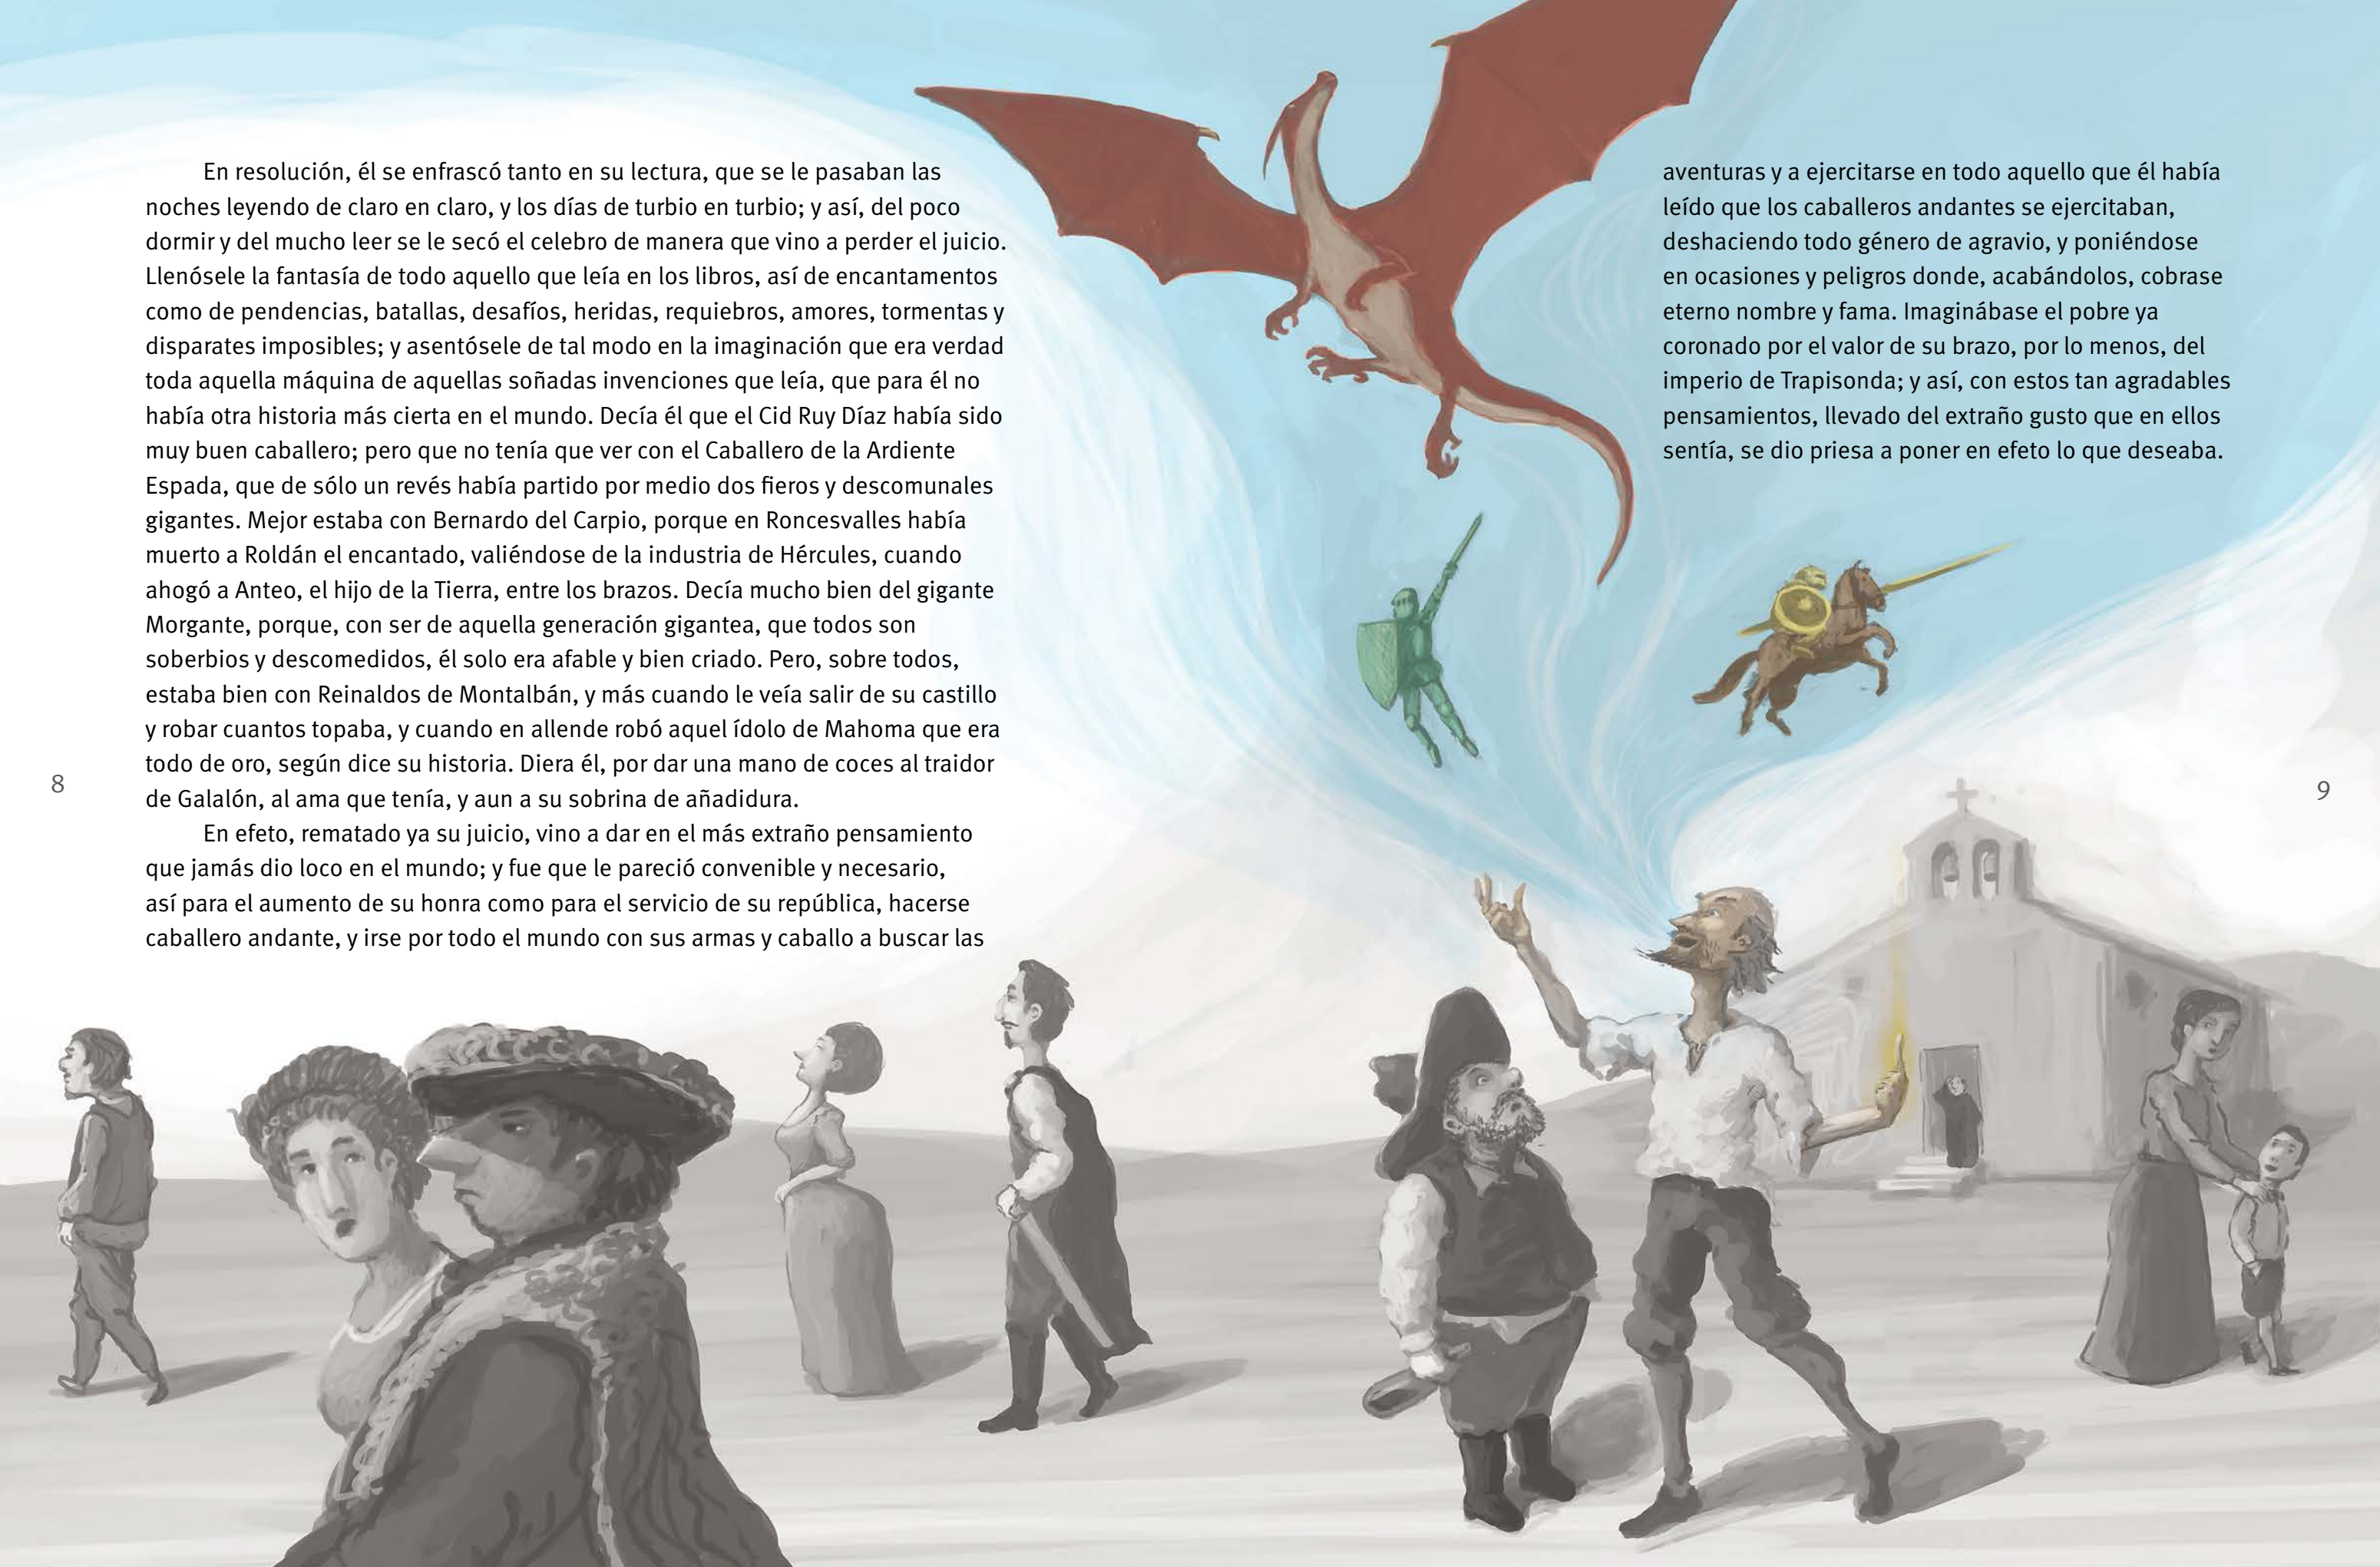 En resolución, él se enfrascó tanto en su lectura, que se le pasaban las
noches leyendo de claro en claro, y los días de turbio en turbio; y así, del poco
dormir y del mucho leer se le secó el celebro de manera que vino a perder el juicio.
Llenósele la fantasía de todo aquello que leía en los libros, así de encantamentos
como de pendencias, batallas, desafíos, heridas, requiebros, amores, tormentas y
disparates imposibles; y asentósele de tal modo en la imaginación que era verdad
toda aquella máquina de aquellas soñadas invenciones que leía, que para él no
había otra historia más cierta en el mundo. Decía él que el Cid Ruy Díaz había sido
muy buen caballero; pero que no tenía que ver con el Caballero de la Ardiente
Espada, que de sólo un revés había partido por medio dos fieros y descomunales
gigantes. Mejor estaba con Bernardo del Carpio, porque en Roncesvalles había
muerto a Roldán el encantado, valiéndose de la industria de Hércules, cuando
ahogó a Anteo, el hijo de la Tierra, entre los brazos. Decía mucho bien del gigante
Morgante, porque, con ser de aquella generación gigantea, que todos son
soberbios y descomedidos, él solo era afable y bien criado. Pero, sobre todos,
estaba bien con Reinaldos de Montalbán, y más cuando le veía salir de su castillo
y robar cuantos topaba, y cuando en allende robó aquel ídolo de Mahoma que era
todo de oro, según dice su historia. Diera él, por dar una mano de coces al traidor
de Galalón, al ama que tenía, y aun a su sobrina de añadidura.
En efeto, rematado ya su juicio, vino a dar en el más extraño pensamiento
que jamás dio loco en el mundo; y fue que le pareció convenible y necesario,
así para el aumento de su honra como para el servicio de su república, hacerse
caballero andante, y irse por todo el mundo con sus armas y caballo a buscar las
8
aventuras y a ejercitarse en todo aquello que él había
leído que los caballeros andantes se ejercitaban,
deshaciendo todo género de agravio, y poniéndose
en ocasiones y peligros donde, acabándolos, cobrase
eterno nombre y fama. Imaginábase el pobre ya
coronado por el valor de su brazo, por lo menos, del
imperio de Trapisonda; y así, con estos tan agradables
pensamientos, llevado del extraño gusto que en ellos
sentía, se dio priesa a poner en efeto lo que deseaba.
9